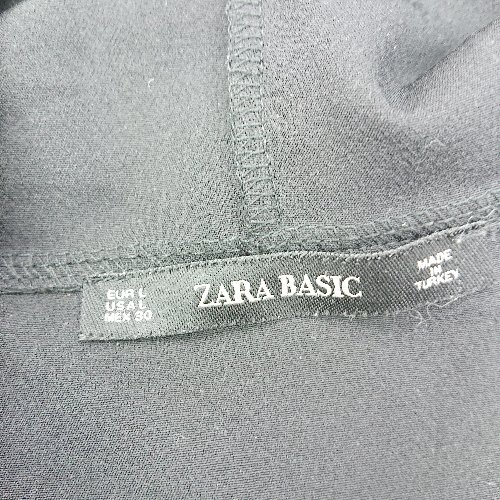 EUR L
USA L
MEX 30
ZARA BASIC
MADE
IN
TURKEY